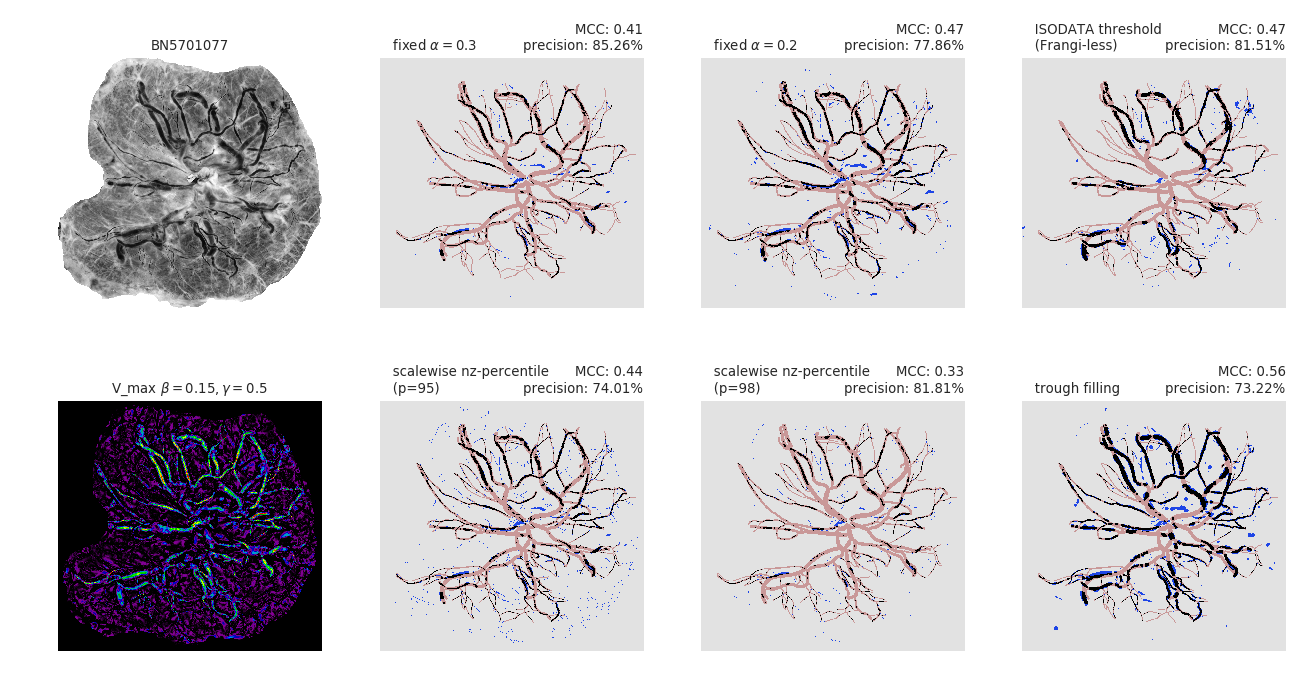 BN5701077
fixed α = 0.3
MCC: 0.41
precision: 85.26%
fixed α = 0.2
MCC: 0.47
precision: 77.86%
ISODATA threshold
(Frangi-less)
MCC: 0.47
precision: 81.51%
V_max β = 0.15, γ = 0.5
scalewise nz-percentile
(p=95)
MCC: 0.44
precision: 74.01%
scalewise nz-percentile
(p=98)
MCC: 0.33
precision: 81.81%
trough filling
MCC: 0.56
precision: 73.22%